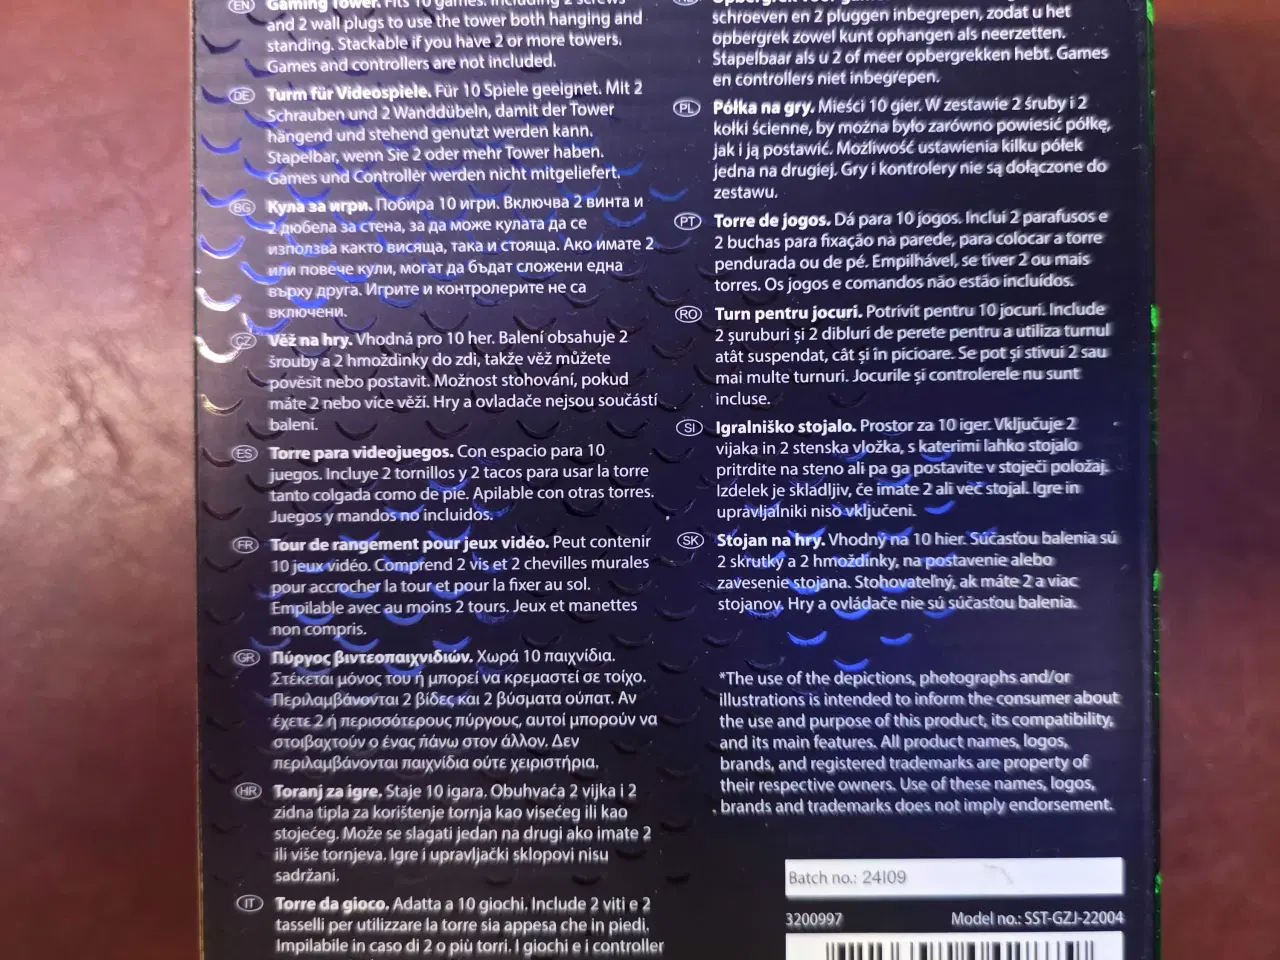 EN Gaming Tower. Fits 10 games. Including 2 screws
and 2 wall plugs to use the tower both hanging and
standing. Stackable if you have 2 or more towers.
Games and controllers are not included.
DE Turm für Videospiele. Für 10 Spiele geeignet. Mit 2
Schrauben und 2 Wanddübeln, damit der Tower
hängend und stehend genutzt werden kann.
Stapelbar, wenn Sie 2 oder mehr Tower haben.
Games und Controller werden nicht mitgeliefert.
BG Кула за игри. Побира 10 игри. Включва 2 винта и
2 дюбела за стена, за да може кулата да се
използва както висяща, така и стояща. Ако имате 2
или повече кули, могат да бъдат сложени една
върху друга. Игрите и контролерите не са
включени.
CZ Věž na hry. Vhodná pro 10 her. Balení obsahuje 2
šrouby a 2 hmoždinky do zdi, takže věž můžete
pověsit nebo postavit. Možnost stohování, pokud
máte 2 nebo více věží. Hry a ovladače nejsou součástí
balení.
ES Torre para videojuegos. Con espacio para 10
juegos. Incluye 2 tornillos y 2 tacos para usar la torre
tanto colgada como de pie. Apilable con otras torres.
Juegos y mandos no incluidos.
FR Tour de rangement pour jeux vidéo. Peut contenir
10 jeux vidéo. Comprend 2 vis et 2 chevilles murales
pour accrocher la tour et pour la fixer au sol.
Empilable avec au moins 2 tours. Jeux et manettes
non compris.
GR Πύργος βιντεοπαιχνιδιών. Χωρά 10 παιχνίδια.
Στέκεται μόνος του ή μπορεί να κρεμαστεί σε τοίχο.
Περιλαμβάνονται 2 βίδες και 2 βύσματα ούπατ. Αν
έχετε 2 ή περισσότερους πύργους, αυτοί μπορούν να
στοιβαχτούν ο ένας πάνω στον άλλον. Δεν
περιλαμβάνονται παιχνίδια ούτε χειριστήρια.
HR Toranj za igre. Staje 10 igara. Obuhvaća 2 vijka i 2
zidna tipla za korištenje tornja kao visećeg ili kao
stojećeg. Može se slagati jedan na drugi ako imate 2
ili više tornjeva. Igre i upravljački sklopovi nisu
sadržani.
IT Torre da gioco. Adatta a 10 giochi. Include 2 viti e 2
tasselli per utilizzare la torre sia appesa che in piedi.
Impilabile in caso di 2 o più torri. I giochi e i controller
schroeven en 2 pluggen inbegrepen, zodat u het
opbergrek zowel kunt ophangen als neerzetten.
Stapelbaar als u 2 of meer opbergrekken hebt. Games
en controllers niet inbegrepen.
PL Półka na gry. Mieści 10 gier. W zestawie 2 śruby i 2
kołki ścienne, by można było zarówno powiesić półkę,
jak i ją postawić. Możliwość ustawienia kilku półek
jedna na drugiej. Gry i kontrolery nie są dołączone do
zestawu.
PT Torre de jogos. Dá para 10 jogos. Inclui 2 parafusos e
2 buchas para fixação na parede, para colocar a torre
pendurada ou de pé. Empilhável, se tiver 2 ou mais
torres. Os jogos e comandos não estão incluídos.
RO Turn pentru jocuri. Potrivit pentru 10 jocuri. Include
2 șuruburi și 2 dibluri de perete pentru a utiliza turnul
atât suspendat, cât și în picioare. Se pot și stivui 2 sau
mai multe turnuri. Jocurile și controlerele nu sunt
incluse.
SI Igralniško stojalo. Prostor za 10 iger. Vključuje 2
vijaka in 2 stenska vložka, s katerimi lahko stojalo
pritrdite na steno ali pa ga postavite v stoječi položaj.
Izdelek je skladljiv, če imate 2 ali več stojal. Igre in
upravljalniki niso vključeni.
SK Stojan na hry. Vhodný na 10 hier. Súčasťou balenia sú
2 skrutky a 2 hmoždinky, na postavenie alebo
zavesenie stojana. Stohovateľný, ak máte 2 a viac
stojanov. Hry a ovládače nie sú súčasťou balenia.
*The use of the depictions, photographs and/or
illustrations is intended to inform the consumer about
the use and purpose of this product, its compatibility,
and its main features. All product names, logos,
brands, and registered trademarks are property of
their respective owners. Use of these names, logos,
brands and trademarks does not imply endorsement.
Batch no.: 24I09
3200997 Model no.: SST-GZJ-22004